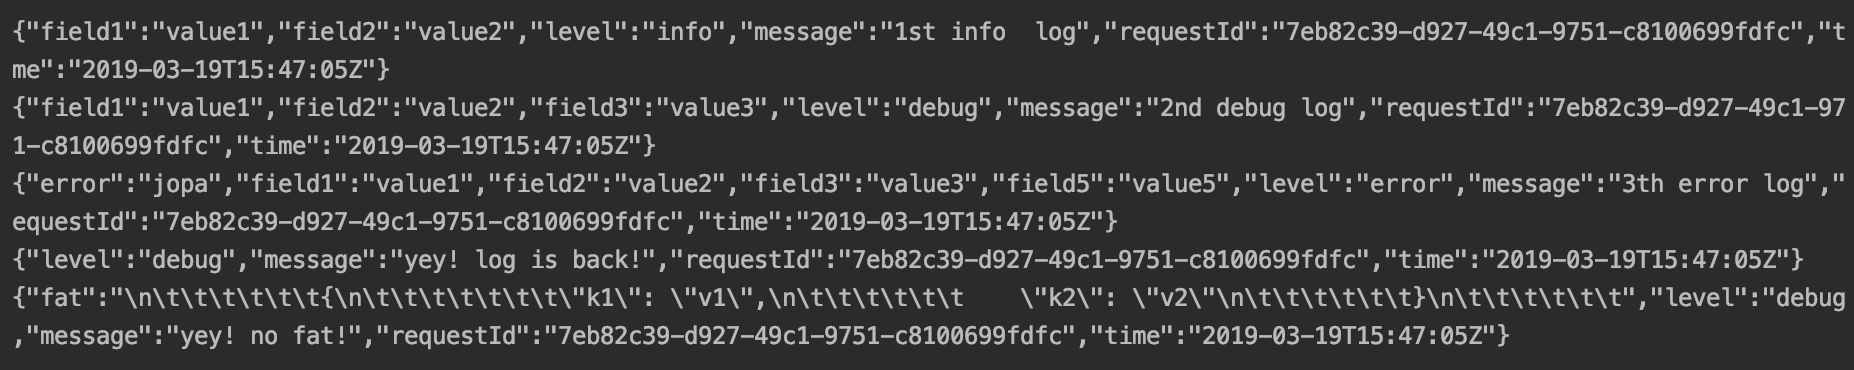 {"field1":"value1","field2":"value2","level":"info","message":"1st info  log","requestId":"7eb82c39-d927-49c1-9751-c8100699fdfc","t
me":"2019-03-19T15:47:05Z"}
{"field1":"value1","field2":"value2","field3":"value3","level":"debug","message":"2nd debug log","requestId":"7eb82c39-d927-49c1-97
1-c8100699fdfc","time":"2019-03-19T15:47:05Z"}
{"error":"jopa","field1":"value1","field2":"value2","field3":"value3","field5":"value5","level":"error","message":"3th error log","
equestId":"7eb82c39-d927-49c1-9751-c8100699fdfc","time":"2019-03-19T15:47:05Z"}
{"level":"debug","message":"yey! log is back!","requestId":"7eb82c39-d927-49c1-9751-c8100699fdfc","time":"2019-03-19T15:47:05Z"}
{"fat":"\n\t\t\t\t\t\t{\n\t\t\t\t\t\t\t\"k1\": \"v1\",\n\t\t\t\t\t\t    \"k2\": \"v2\"\n\t\t\t\t\t\t}\n\t\t\t\t\t\t","level":"debug
,"message":"yey! no fat!","requestId":"7eb82c39-d927-49c1-9751-c8100699fdfc","time":"2019-03-19T15:47:05Z"}